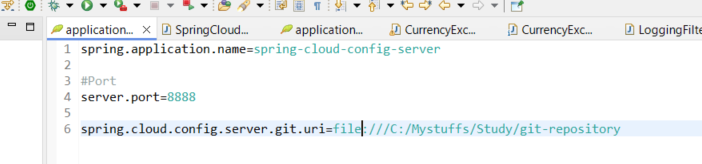 application... SpringCloud... application... CurrencyExc... CurrencyExc... LoggingFilte
1 spring.application.name=spring-cloud-config-server
2
3 #Port
4 server.port=8888
5
6 spring.cloud.config.server.git.uri=file:///C:/Mystuffs/Study/git-repository